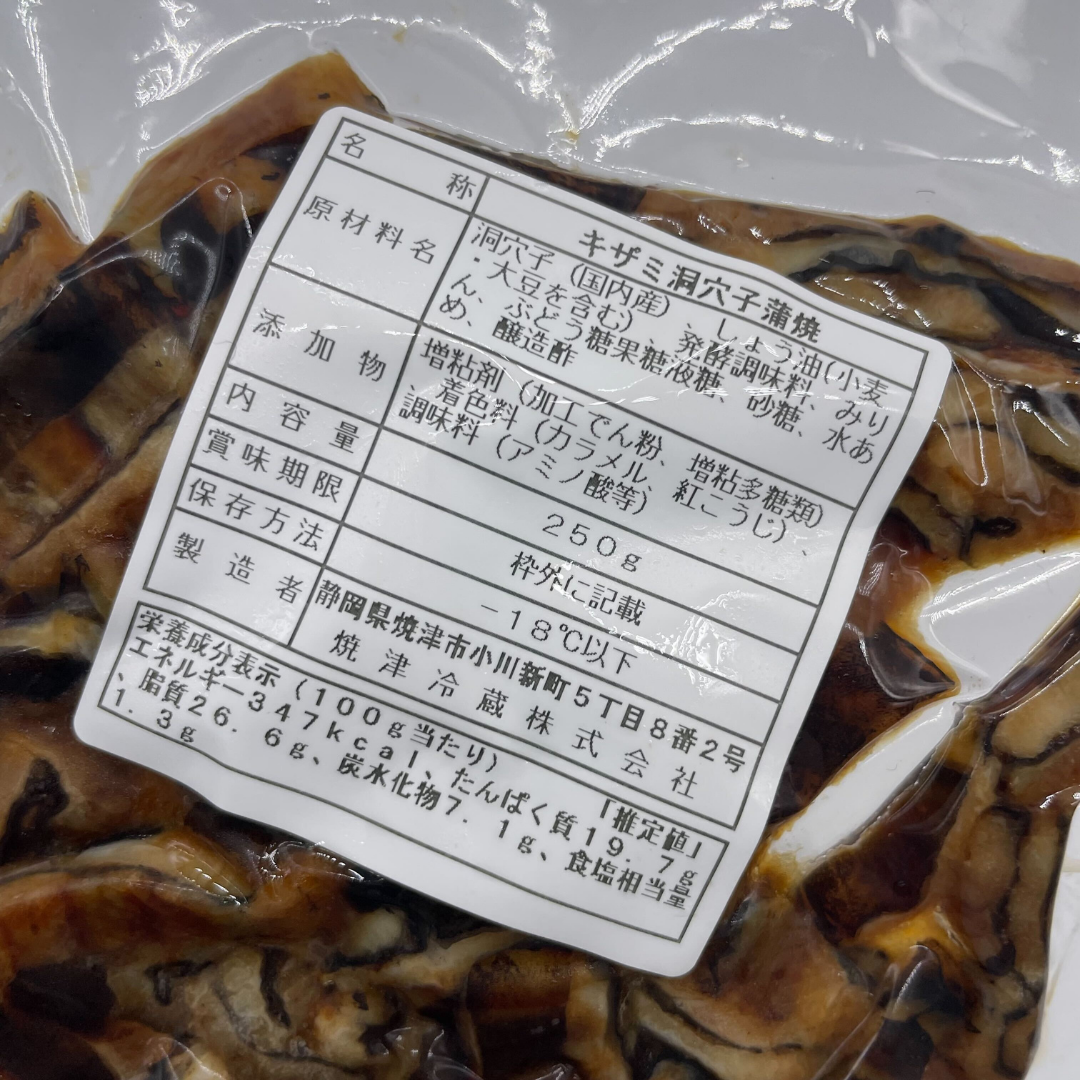 名称
キザミ洞穴子蒲焼
原材料名
洞穴子(国内産)、しょう油(小麦
・大豆を含む)、発酵調味料、みり
ん、ぶどう糖果糖液糖、砂糖、水あ
め、醸造酢
添加物
増粘剤(加工でん粉、増粘多糖類)
、着色料(カラメル、紅こうじ)、
調味料(アミノ酸等)
内容量
250g
賞味期限
枠外に記載
保存方法
-18℃以下
製造者
静岡県焼津市小川新町5丁目8番2号
焼津冷蔵株式会社
栄養成分表示(100g当たり)「推定値」
エネルギー347kcal、たんぱく質19.7g
、脂質26.6g、炭水化物7.1g、食塩相当量
1.3g